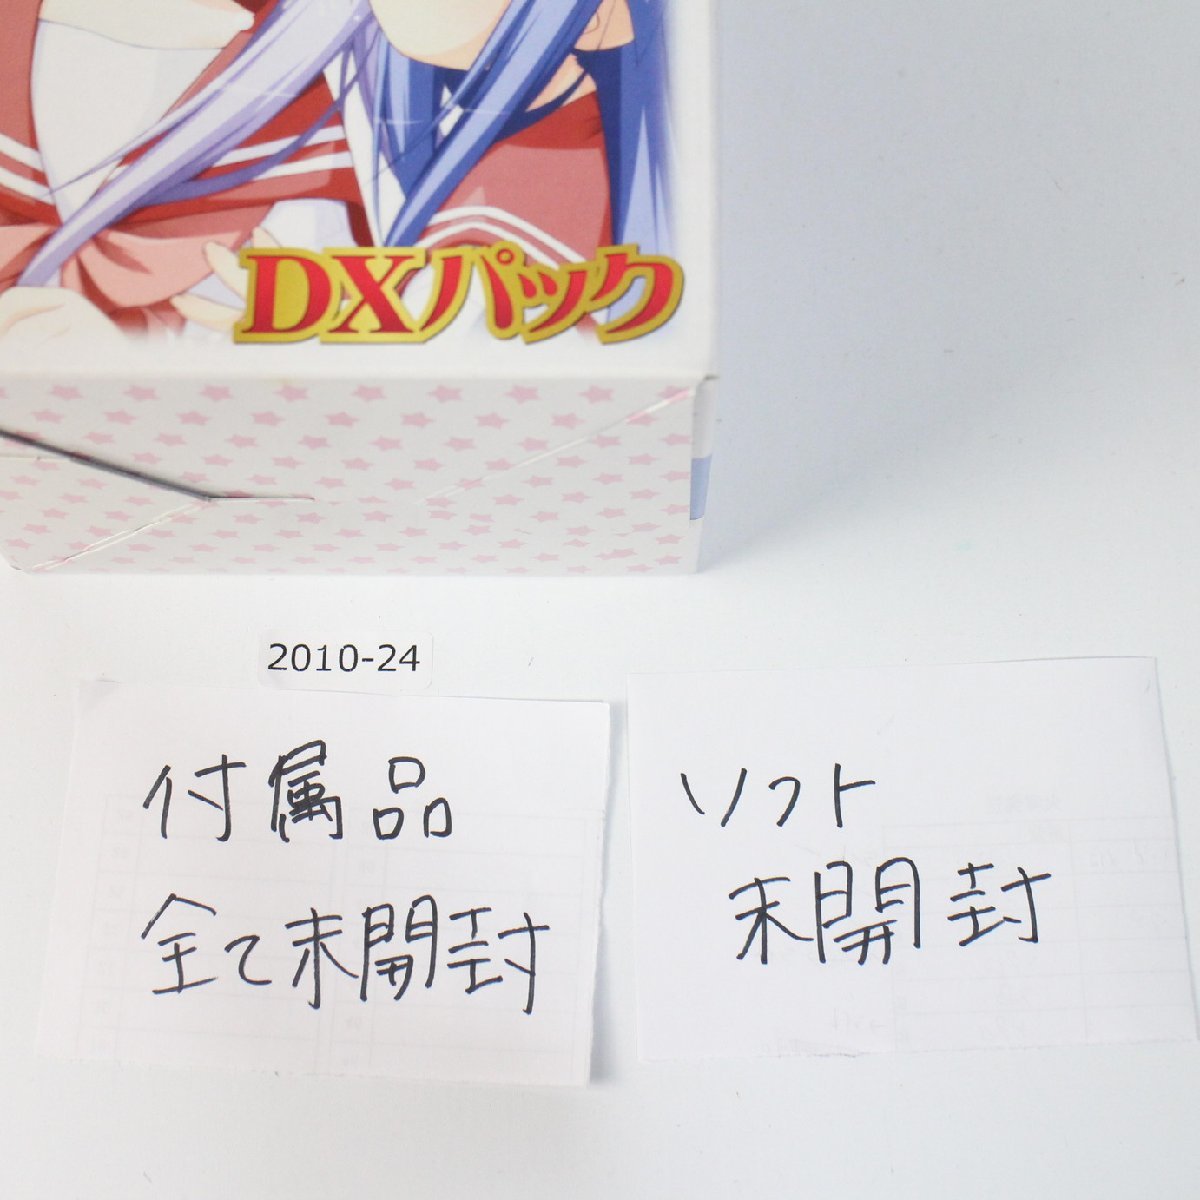 DXパック
2010-24
付属品
全て未開封
ソフト
未開封